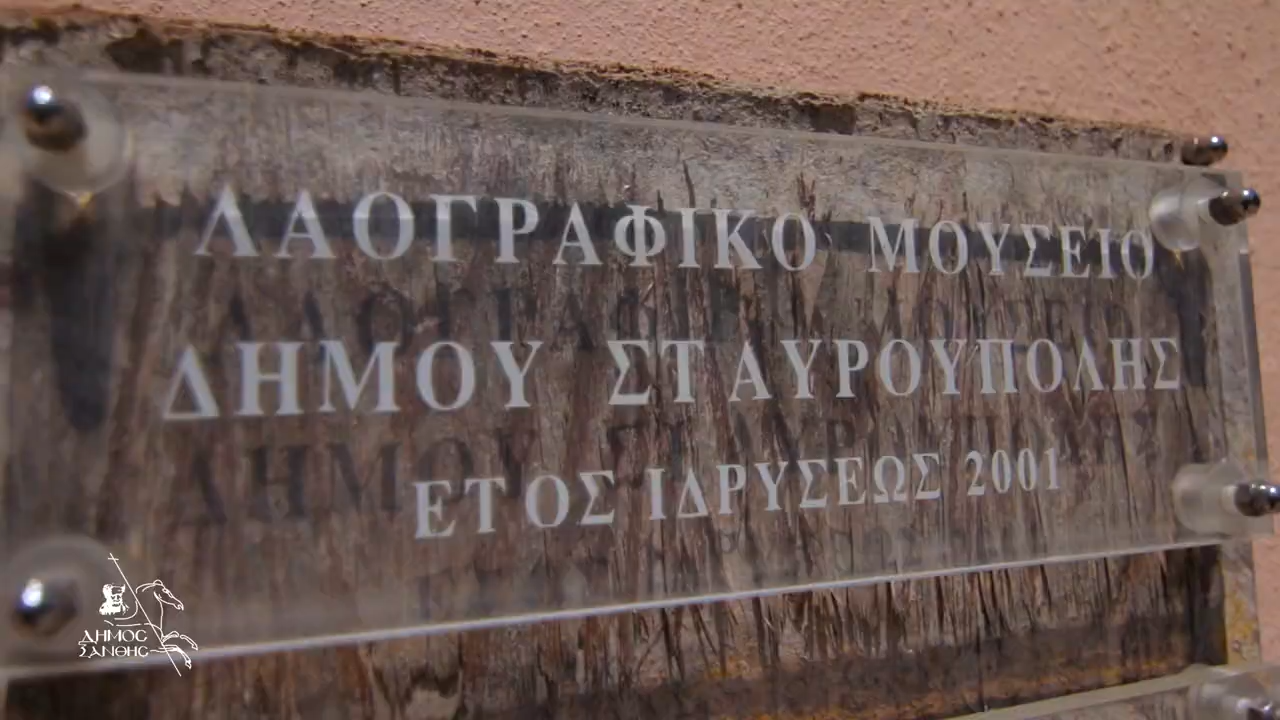 ΛΑΟΓΡΑΦΙΚΟ ΜΟΥΣΕΙΟ
ΔΗΜΟΥ ΣΤΑΥΡΟΥΠΟΛΗΣ
ΕΤΟΣ ΙΔΡΥΣΕΩΣ 2001
ΔΗΜΟΣ
ΞΑΝΘΗΣ